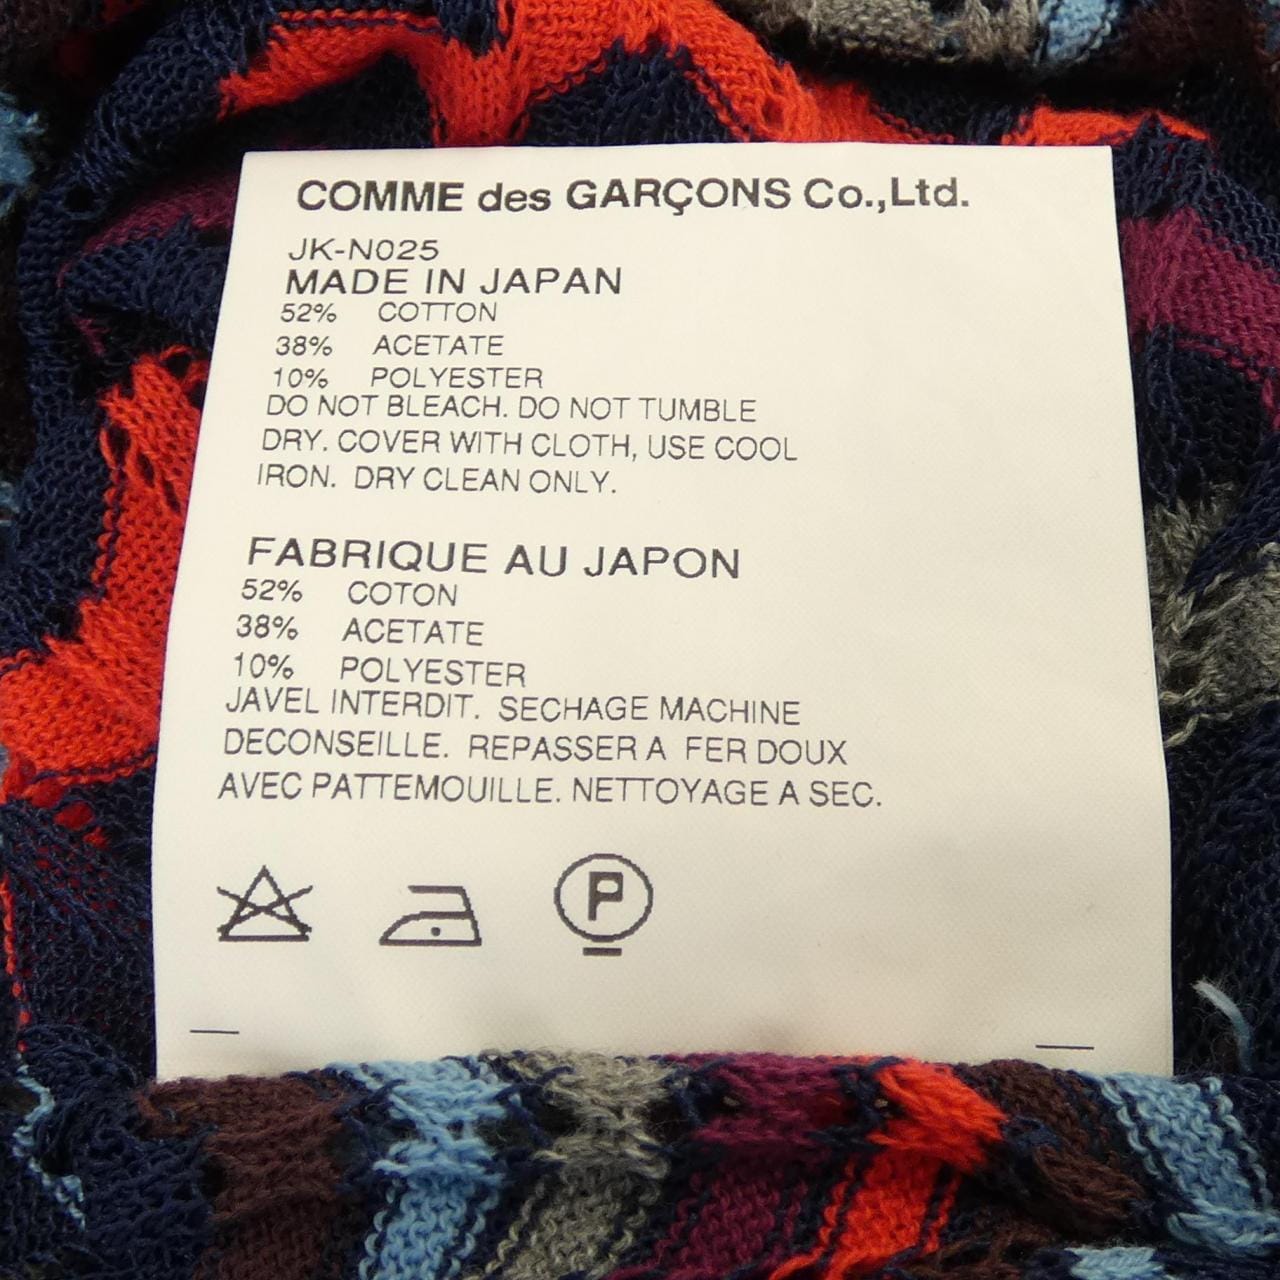 COMME des GARÇONS Co.,Ltd.
JK-N025
MADE IN JAPAN
52% COTTON
38% ACETATE
10% POLYESTER
DO NOT BLEACH. DO NOT TUMBLE
DRY. COVER WITH CLOTH, USE COOL
IRON. DRY CLEAN ONLY.
FABRIQUE AU JAPON
52% COTON
38% ACETATE
10% POLYESTER
JAVEL INTERDIT. SECHAGE MACHINE
DECONSEILLE. REPASSER A FER DOUX
AVEC PATTEMOUILLE. NETTOYAGE A SEC.
P